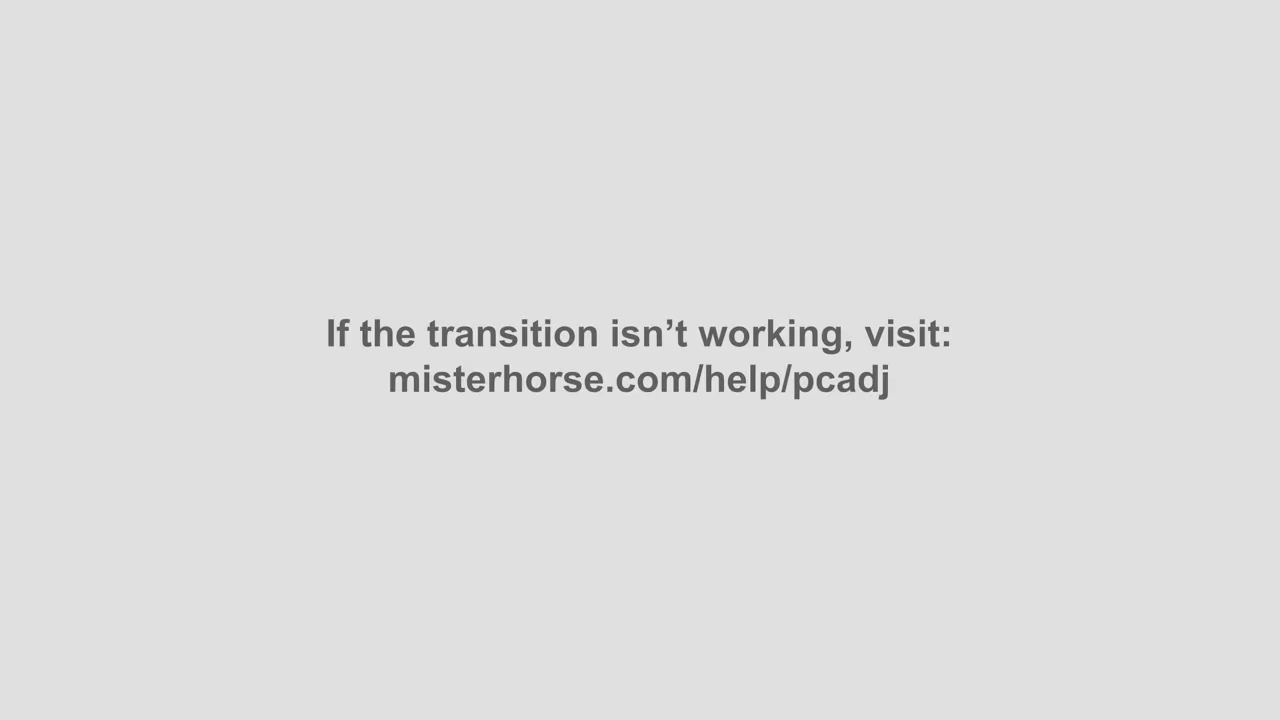 If the transition isn’t working, visit:
misterhorse.com/help/pcadj